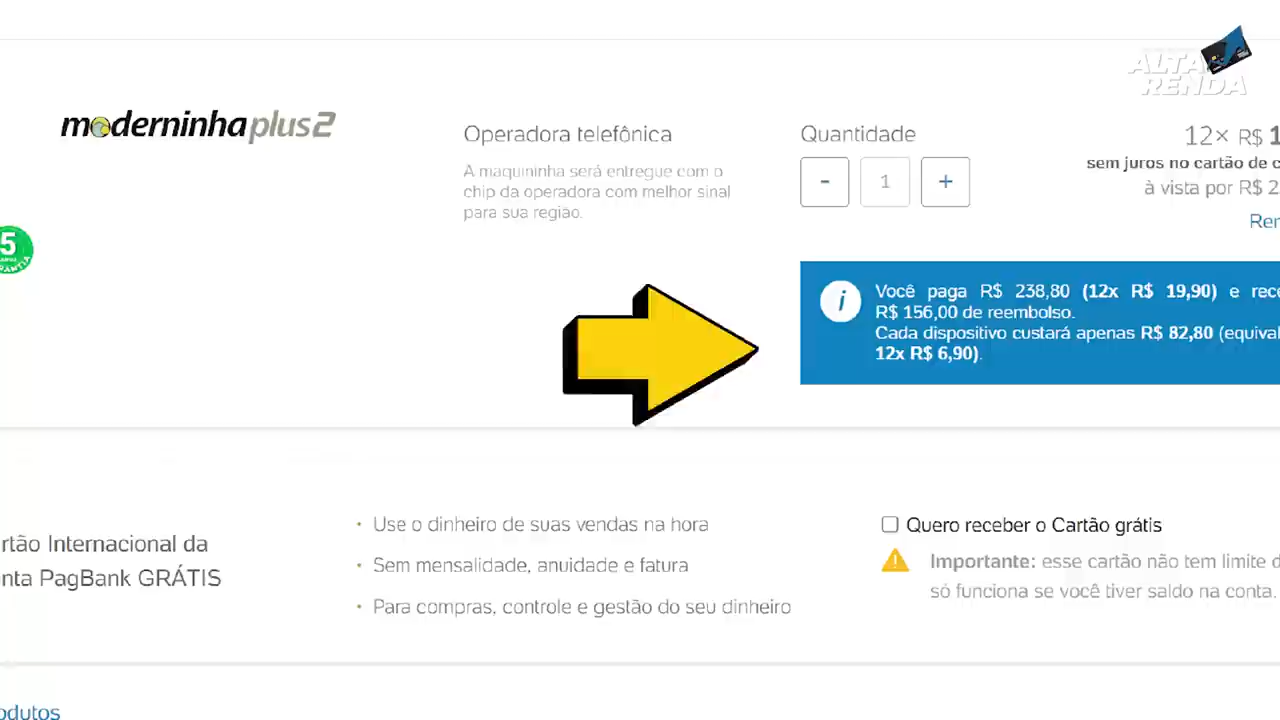 ALTA
RENDA
moderninha plus2
Operadora telefônica
A maquininha será entregue com o
chip da operadora com melhor sinal
para sua região.
Quantidade
- 1 +
12x R$
sem juros no cartão de
à vista por R$
5
Você paga R$ 238,80 (12x R$ 19,90) e
R$ 156,00 de reembolso.
Cada dispositivo custará apenas R$ 82,80
12x R$ 6,90).
Internacional da
PagBank GRÁTIS
• Use o dinheiro de suas vendas na hora
• Sem mensalidade, anuidade e fatura
• Para compras, controle e gestão do seu dinheiro
Quero receber o Cartão grátis
Importante: esse cartão não tem limite
só funciona se você tiver saldo na conta.